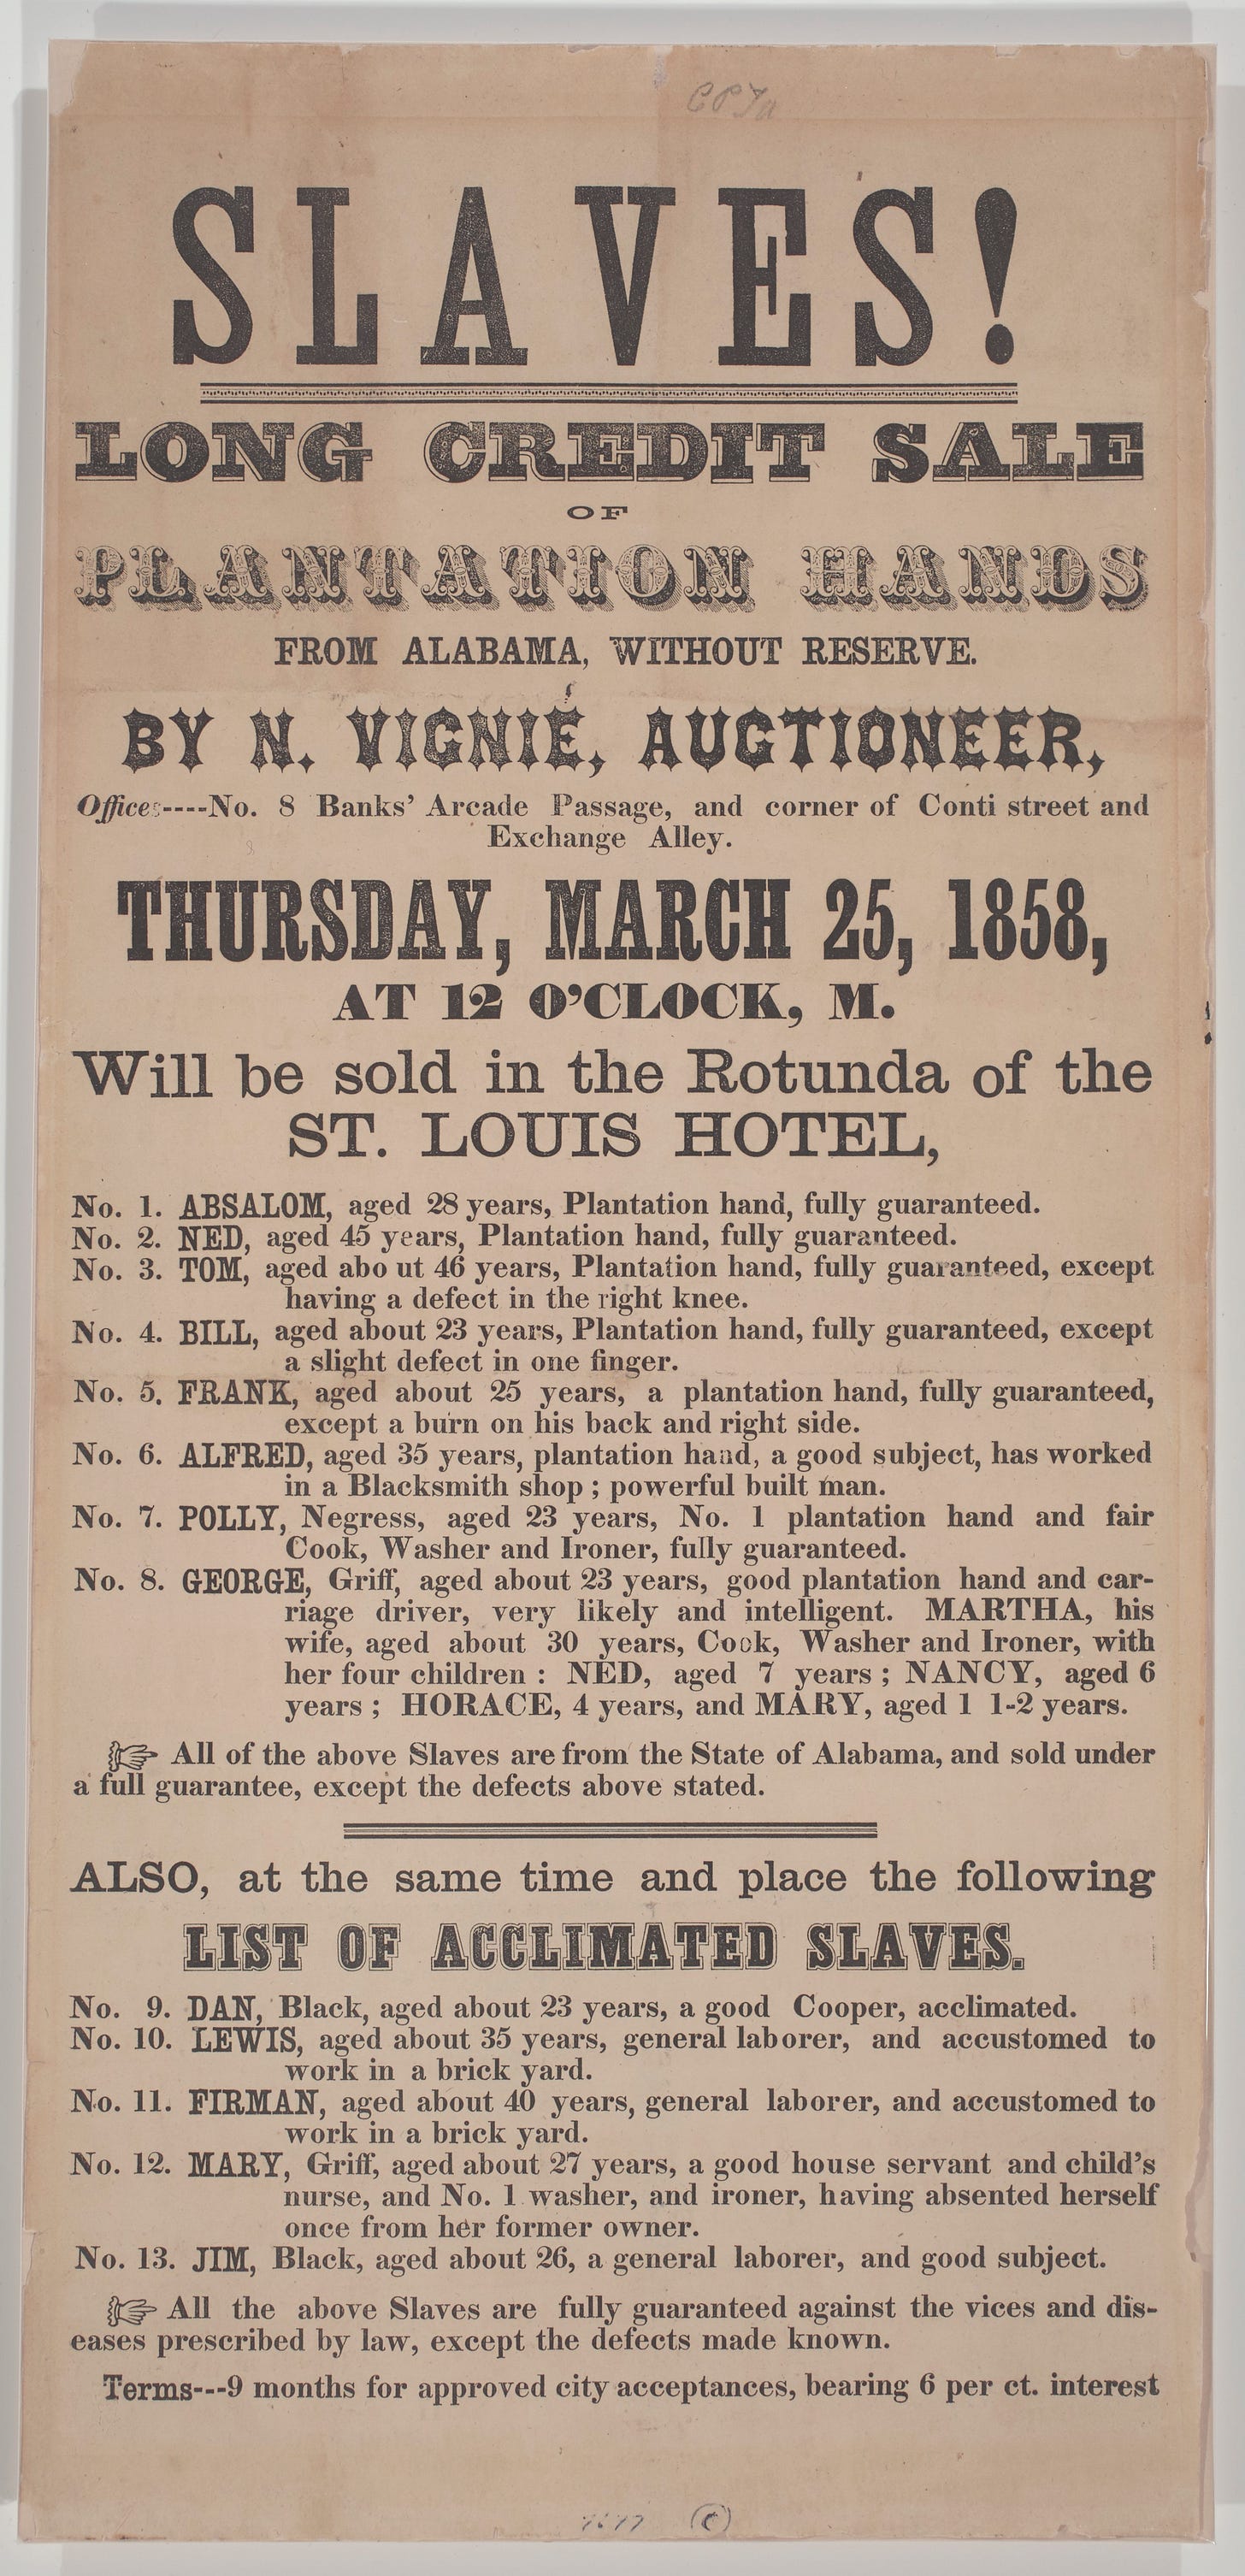 SLAVES!
LONG CREDIT SALE
OF
PLANTATION HANDS
FROM ALABAMA, WITHOUT RESERVE.
BY N. VIGNIÉ, AUCTIONEER,
Offices----No. 8 Banks' Arcade Passage, and corner of Conti street and
Exchange Alley.
THURSDAY, MARCH 25, 1858,
AT 12 O'CLOCK, M.
Will be sold in the Rotunda of the
ST. LOUIS HOTEL,
No. 1. ABSALOM, aged 28 years, Plantation hand, fully guaranteed.
No. 2. NED, aged 45 years, Plantation hand, fully guaranteed.
No. 3. TOM, aged abo ut 46 years, Plantation hand, fully guaranteed, except
having a defect in the right knee.
No. 4. BILL, aged about 23 years, Plantation hand, fully guaranteed, except
a slight defect in one finger.
No. 5. FRANK, aged about 25 years, a plantation hand, fully guaranteed,
except a burn on his back and right side.
No. 6. ALFRED, aged 35 years, plantation hand, a good subject, has worked
in a Blacksmith shop ; powerful built man.
No. 7. POLLY, Negress, aged 23 years, No. 1 plantation hand and fair
Cook, Washer and Ironer, fully guaranteed.
No. 8. GEORGE, Griff, aged about 23 years, good plantation hand and car-
riage driver, very likely and intelligent. MARTHA, his
wife, aged about 30 years, Cook, Washer and Ironer, with
her four children : NED, aged 7 years ; NANCY, aged 6
years ; HORACE, 4 years, and MARY, aged 1 1-2 years.
☞ All of the above Slaves are from the State of Alabama, and sold under
a full guarantee, except the defects above stated.
ALSO, at the same time and place the following
LIST OF ACCLIMATED SLAVES.
No. 9. DAN, Black, aged about 23 years, a good Cooper, acclimated.
No. 10. LEWIS, aged about 35 years, general laborer, and accustomed to
work in a brick yard.
No. 11. FIRMAN, aged about 40 years, general laborer, and accustomed to
work in a brick yard.
No. 12. MARY, Griff, aged about 27 years, a good house servant and child's
nurse, and No. 1 washer, and ironer, having absented herself
once from her former owner.
No. 13. JIM, Black, aged about 26, a general laborer, and good subject.
☞ All the above Slaves are fully guaranteed against the vices and dis-
eases prescribed by law, except the defects made known.
Terms---9 months for approved city acceptances, bearing 6 per ct. interest